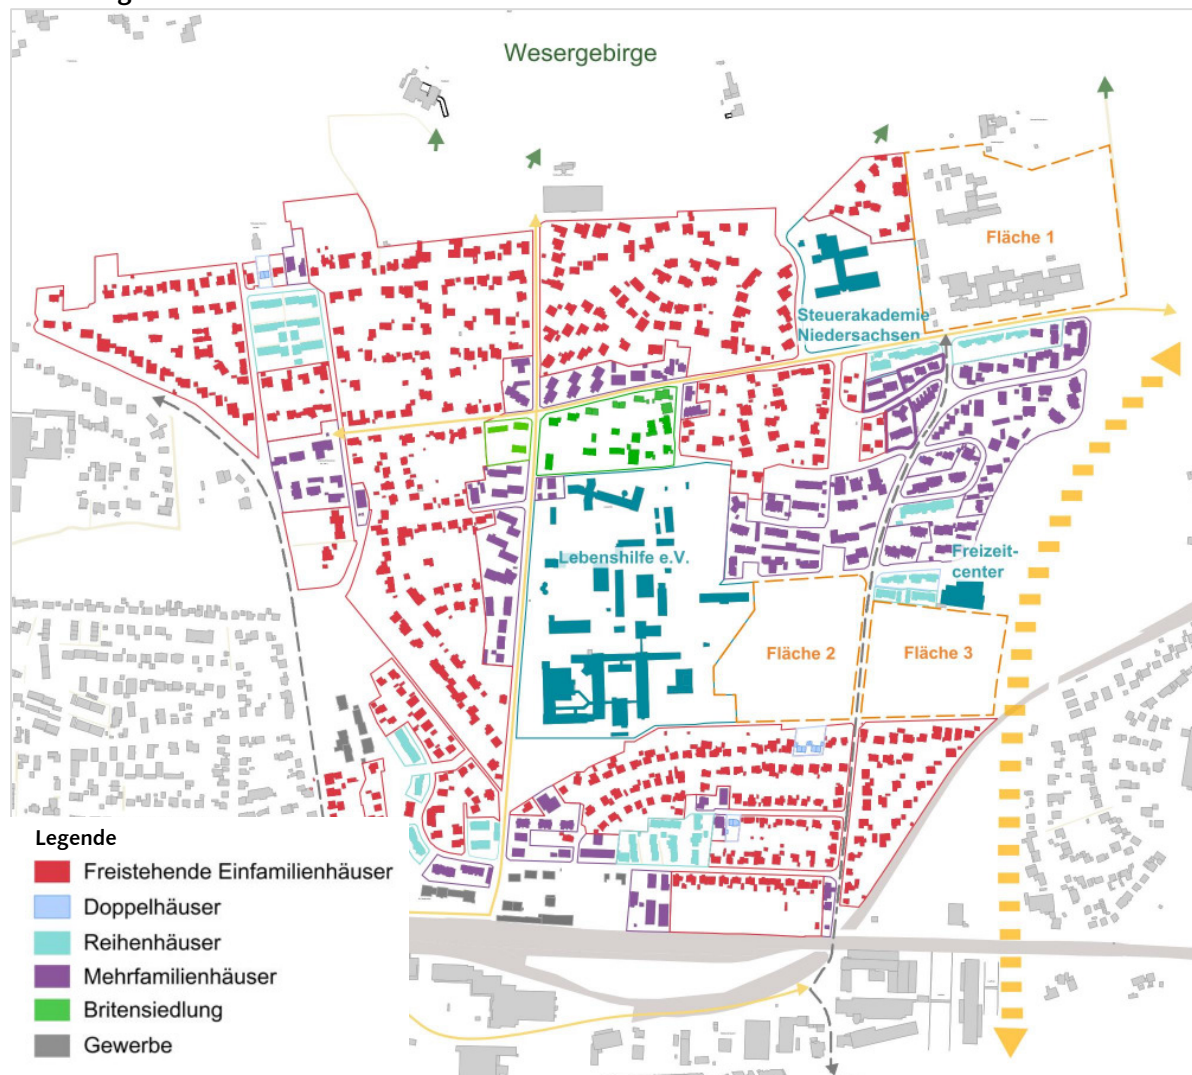 Wesergebirge
Fläche 1
Steuerakademie
Niedersachsen
Lebenshilfe e.V.
Freizeit-
center
Fläche 2
Fläche 3
Legende
Freistehende Einfamilienhäuser
Doppelhäuser
Reihenhäuser
Mehrfamilienhäuser
Britensiedlung
Gewerbe